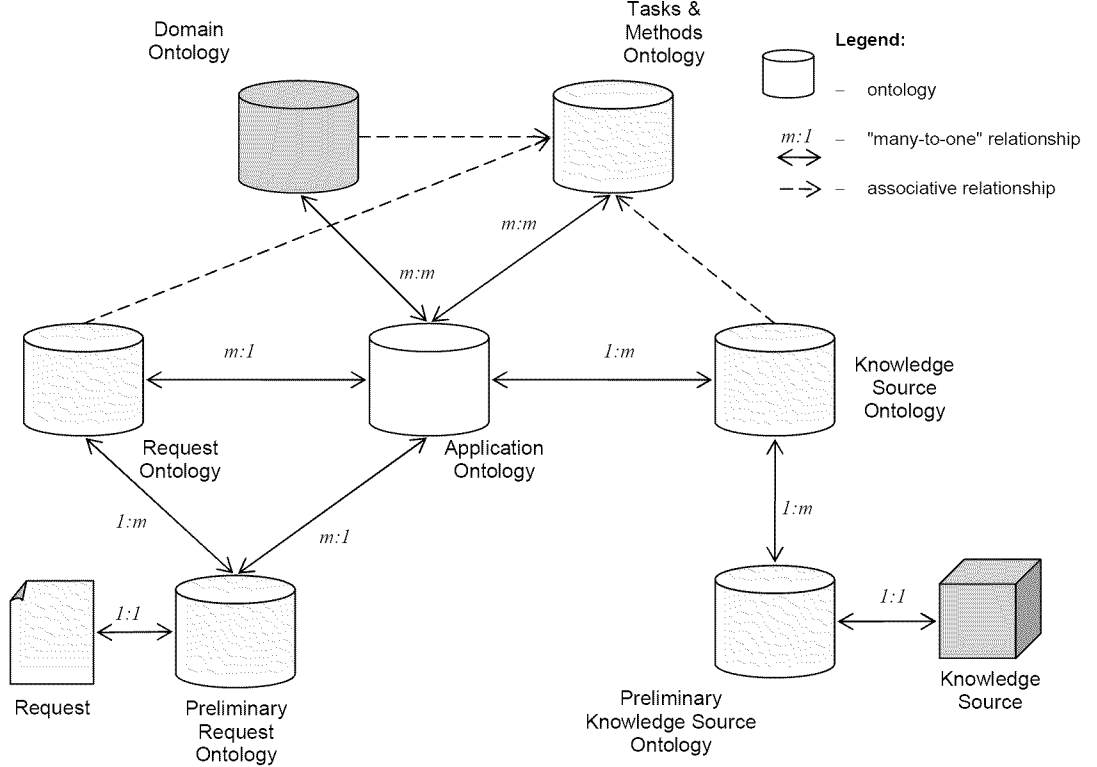 Domain
Ontology
Tasks &
Methods
Ontology
Legend:
– ontology
m:1 – "many-to-one" relationship
– associative relationship
m:m
m:m
m:1
1:m
Knowledge
Source
Ontology
Request
Ontology
Application
Ontology
1:m
m:1
1:m
1:1
1:1
Request
Preliminary
Request
Ontology
Preliminary
Knowledge Source
Ontology
Knowledge
Source